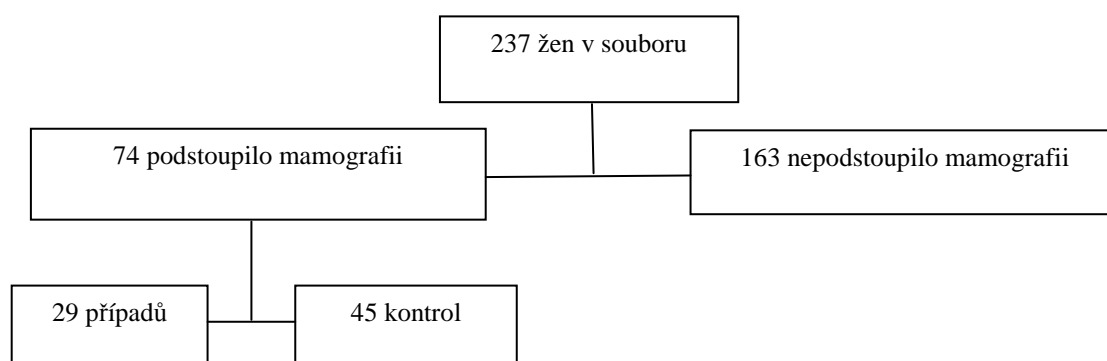 237 žen v souboru
74 podstoupilo mamografii
163 nepodstoupilo mamografii
29 případů
45 kontrol